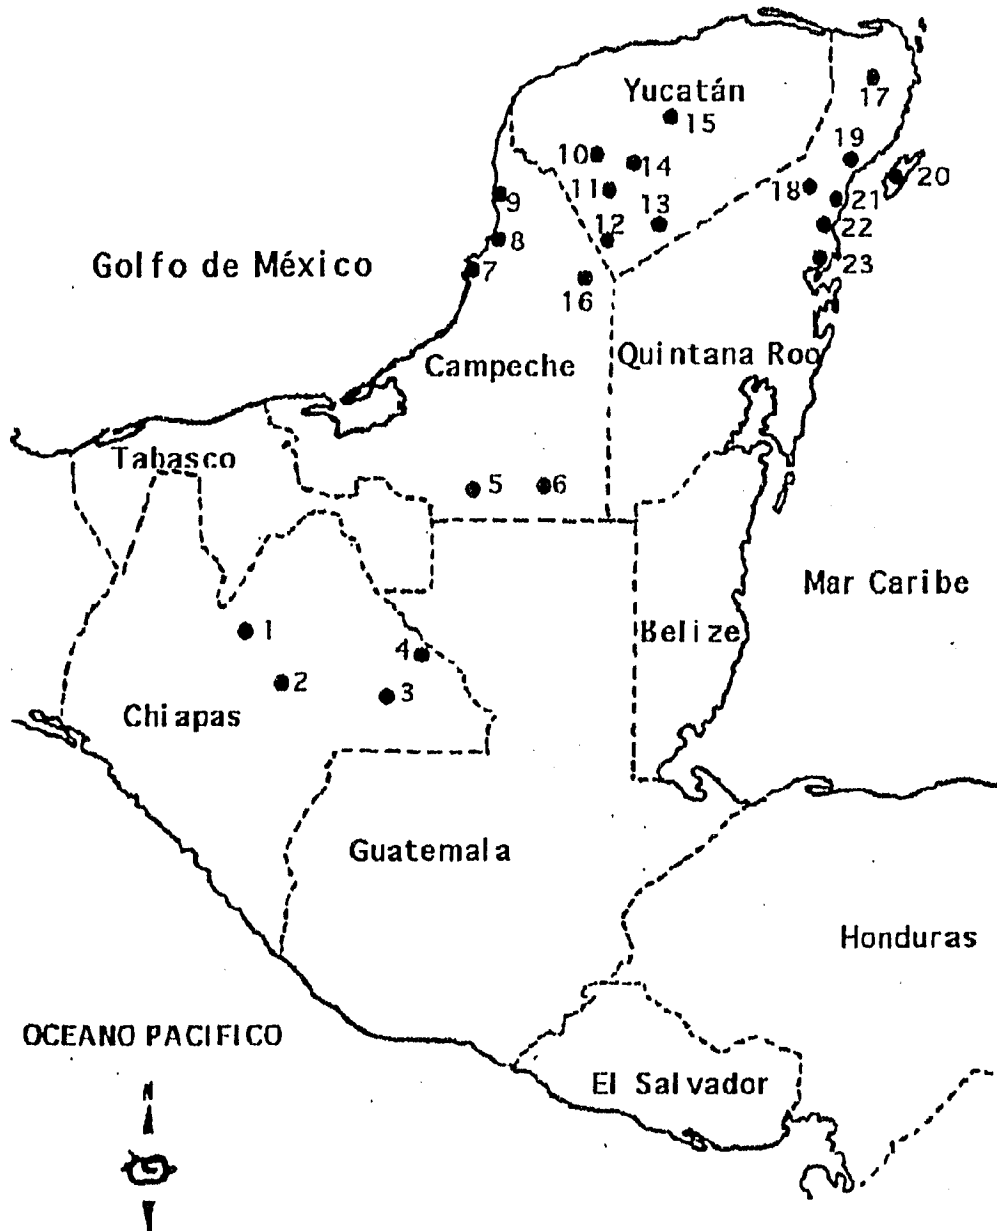 Yucatán
17
15
19
10
14
20
18
11
21
9
13
22
12
8
23
Golfo de México
7
16
Quintana Roo
Campeche
Tabasco
5
6
Mar Caribe
1
Belize
4
2
3
Chiapas
Guatemala
Honduras
OCEANO PACIFICO
El Salvador
N